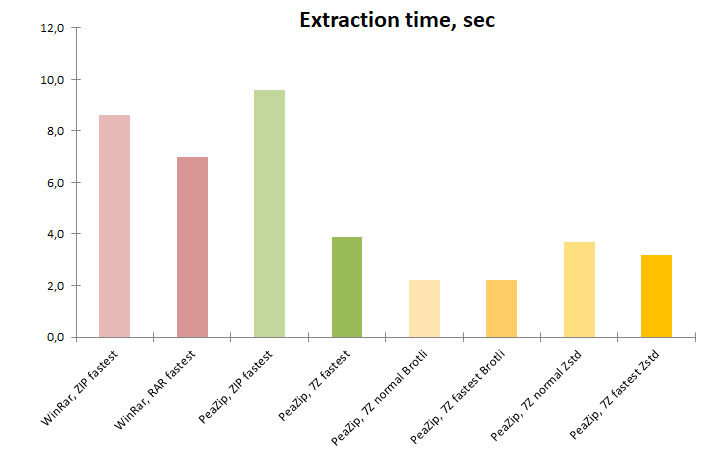 Extraction time, sec
12,0
10,0
8,0
6,0
4,0
2,0
0,0
WinRar, ZIP fastest
WinRar, RAR fastest
PeaZip, ZIP fastest
PeaZip, 7Z fastest
PeaZip, 7Z normal Brotli
PeaZip, 7Z fastest Brotli
PeaZip, 7Z normal Zstd
PeaZip, 7Z fastest Zstd